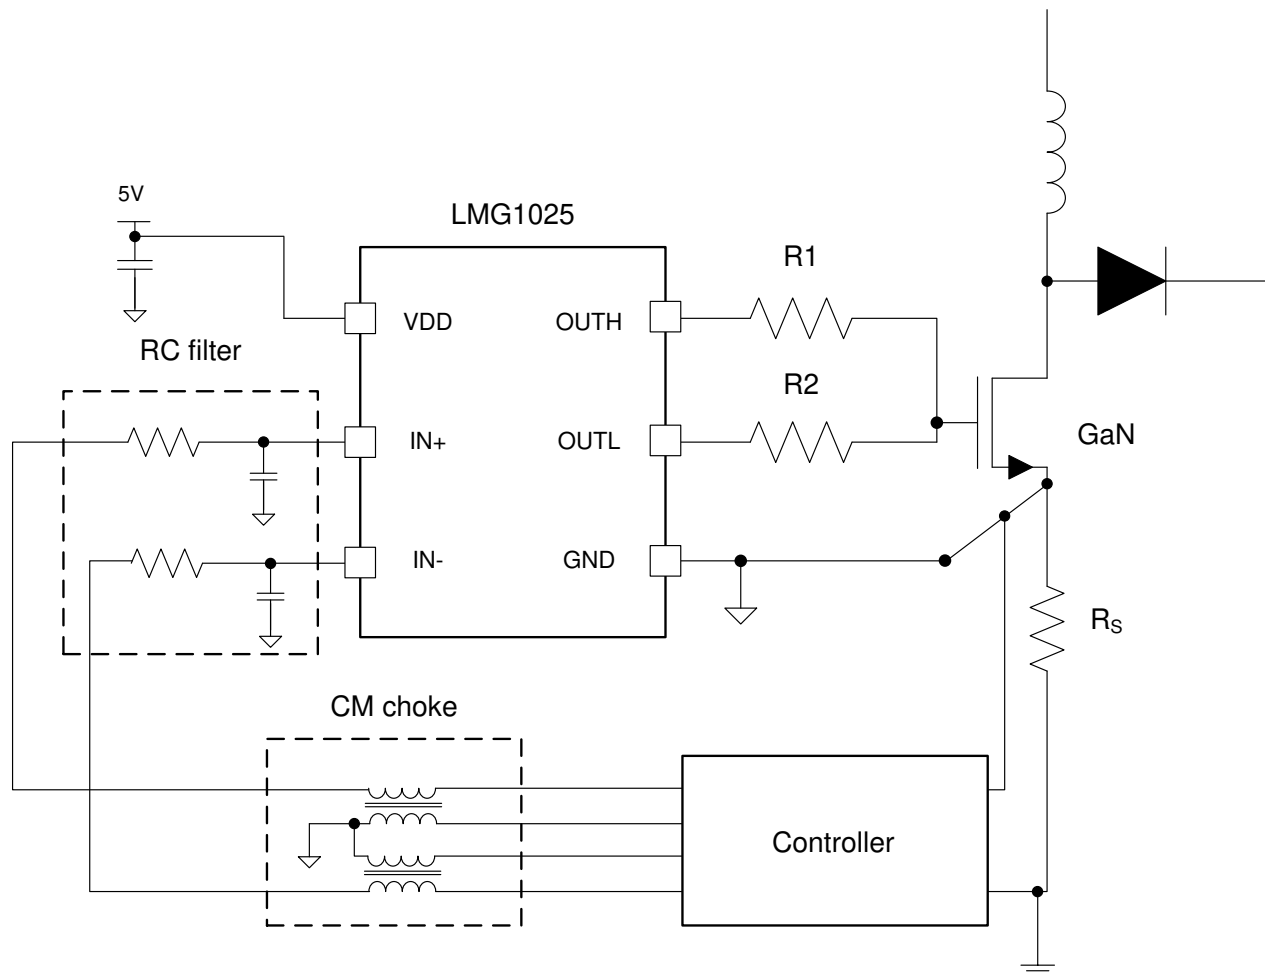 5V
LMG1025
R1
VDD
OUTH
RC filter
R2
IN+
OUTL
GaN
IN-
GND
RS
CM choke
Controller